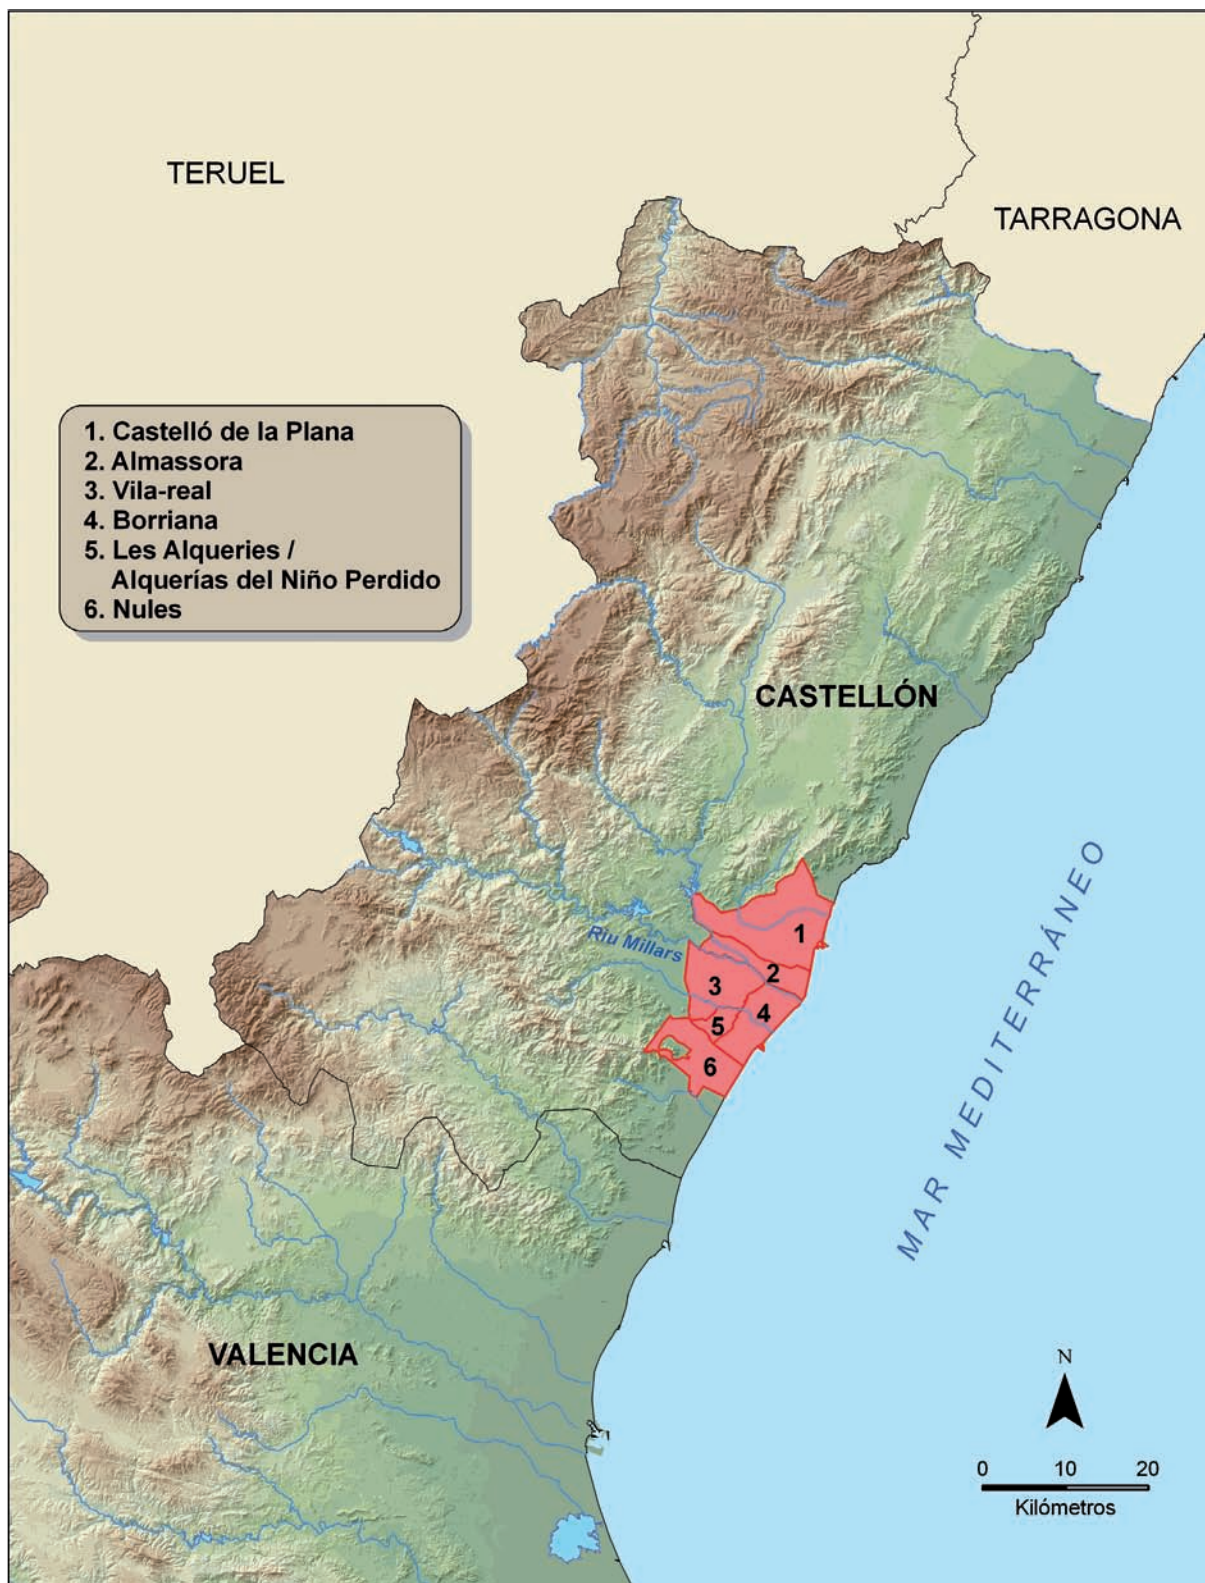 TERUEL
TARRAGONA
1. Castelló de la Plana
2. Almassora
3. Vila-real
4. Borriana
5. Les Alqueries /
Alquerías del Niño Perdido
6. Nules
CASTELLÓN
Riu Millars
1
2
3
4
5
6
MAR MEDITERRÁNEO
VALENCIA
N
0 10 20
Kilómetros